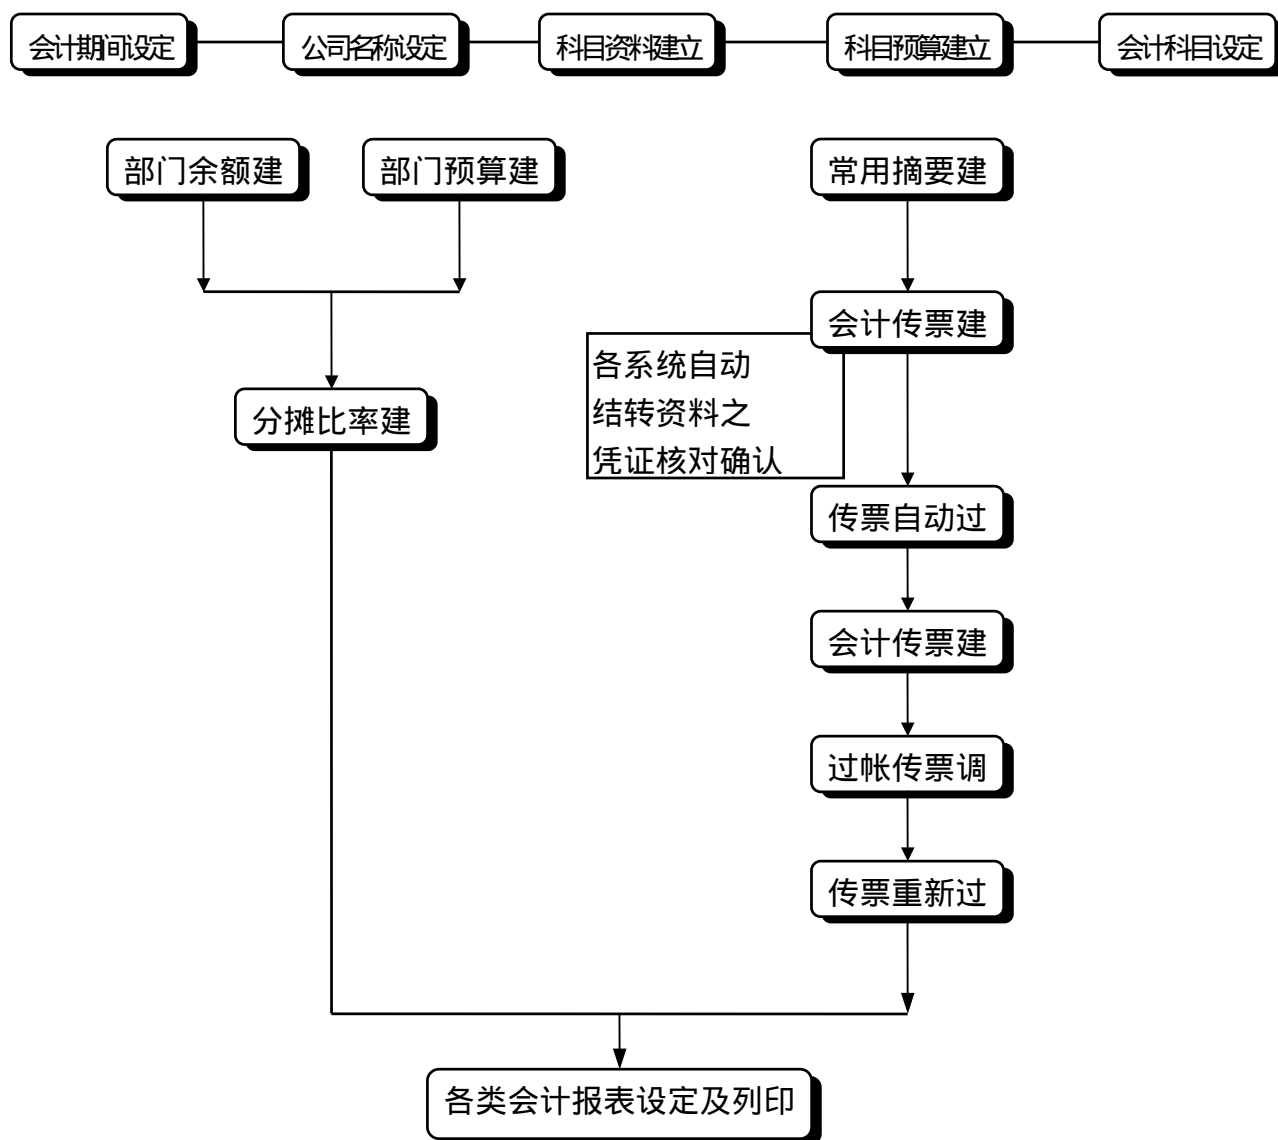 会计期间设定
公司名称设定
科目资料建立
科目预算建立
会计科目设定
部门余额建
部门预算建
常用摘要建
会计传票建
各系统自动
结转资料之
凭证核对确认
分摊比率建
传票自动过
会计传票建
过帐传票调
传票重新过
各类会计报表设定及列印